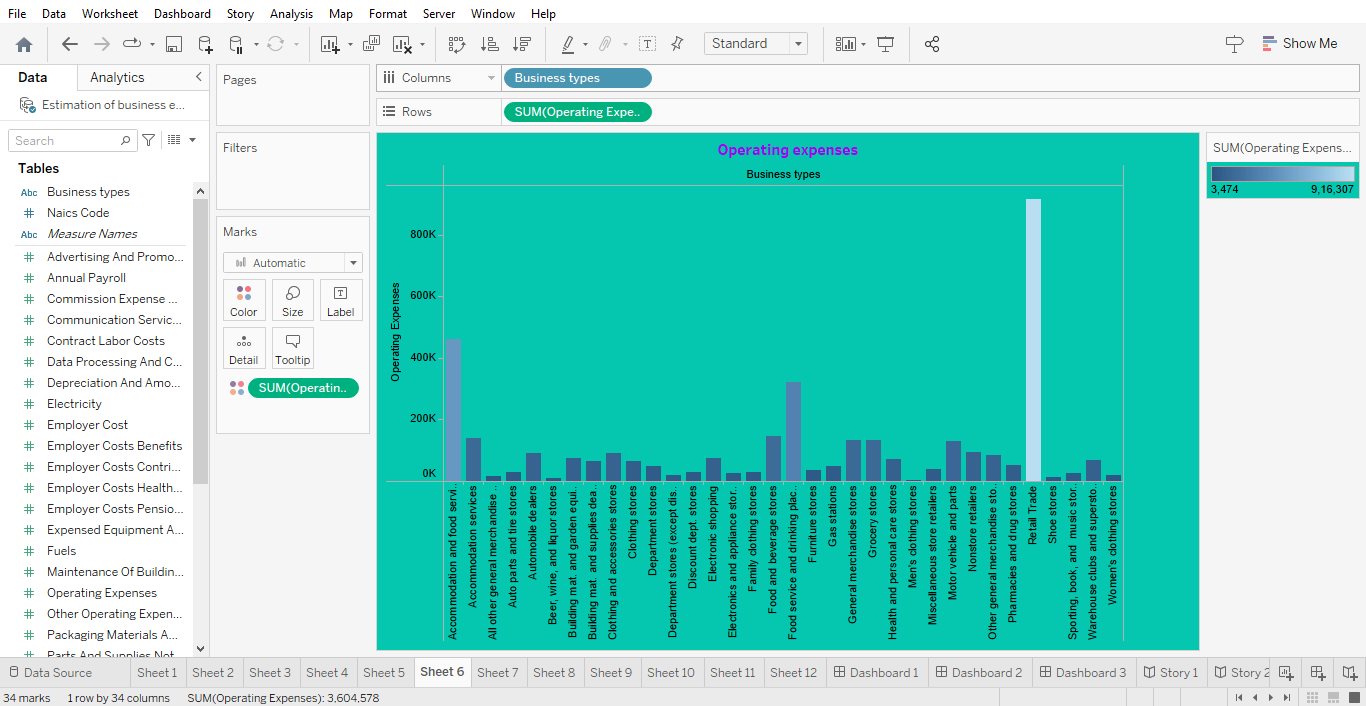 File Data Worksheet Dashboard Story Analysis Map Format Server Window Help
Standard
Show Me
Data Analytics
Estimation of business e...
Search
Tables
Abc Business types
# Naics Code
Abc Measure Names
# Advertising And Promo...
# Annual Payroll
# Commission Expense ...
# Communication Servic...
# Contract Labor Costs
# Data Processing And C...
# Depreciation And Amo...
# Electricity
# Employer Cost
# Employer Costs Benefits
# Employer Costs Contri...
# Employer Costs Health...
# Employer Costs Pensio...
# Expensed Equipment A...
# Fuels
# Maintenance Of Buildin...
# Operating Expenses
# Other Operating Expen...
# Packaging Materials A...
# Parts And Supplies Not
Pages
Filters
Marks
Automatic
Color Size Label
Detail Tooltip
SUM(Operatin..
Columns Business types
Rows SUM(Operating Expe..
Operating expenses
Business types
Operating Expenses
800K
600K
400K
200K
0K
Accommodation and food servi..
Accommodation services
All other general merchandise ..
Auto parts and tire stores
Automobile dealers
Beer, wine, and liquor stores
Building mat. and garden equi..
Building mat. and supplies dea..
Clothing and accessories stores
Clothing stores
Department stores
Department stores (except dis..
Discount dept. stores
Electronic shopping
Electronics and appliance stor..
Family clothing stores
Food and beverage stores
Food service and drinking plac..
Furniture stores
Gas stations
General merchandise stores
Grocery stores
Health and personal care stores
Men's clothing stores
Miscellaneous store retailers
Motor vehicle and parts
Nonstore retailers
Other general merchandise sto..
Pharmacies and drug stores
Retail Trade
Shoe stores
Sporting, book, and music stor..
Warehouse clubs and supersto..
Women's clothing stores
SUM(Operating Expens...
3,474 9,16,307
Data Source Sheet 1 Sheet 2 Sheet 3 Sheet 4 Sheet 5 Sheet 6 Sheet 7 Sheet 8 Sheet 9 Sheet 10 Sheet 11 Sheet 12 Dashboard 1 Dashboard 2 Dashboard 3 Story 1 Story 2
34 marks 1 row by 34 columns SUM(Operating Expenses): 3,604,578